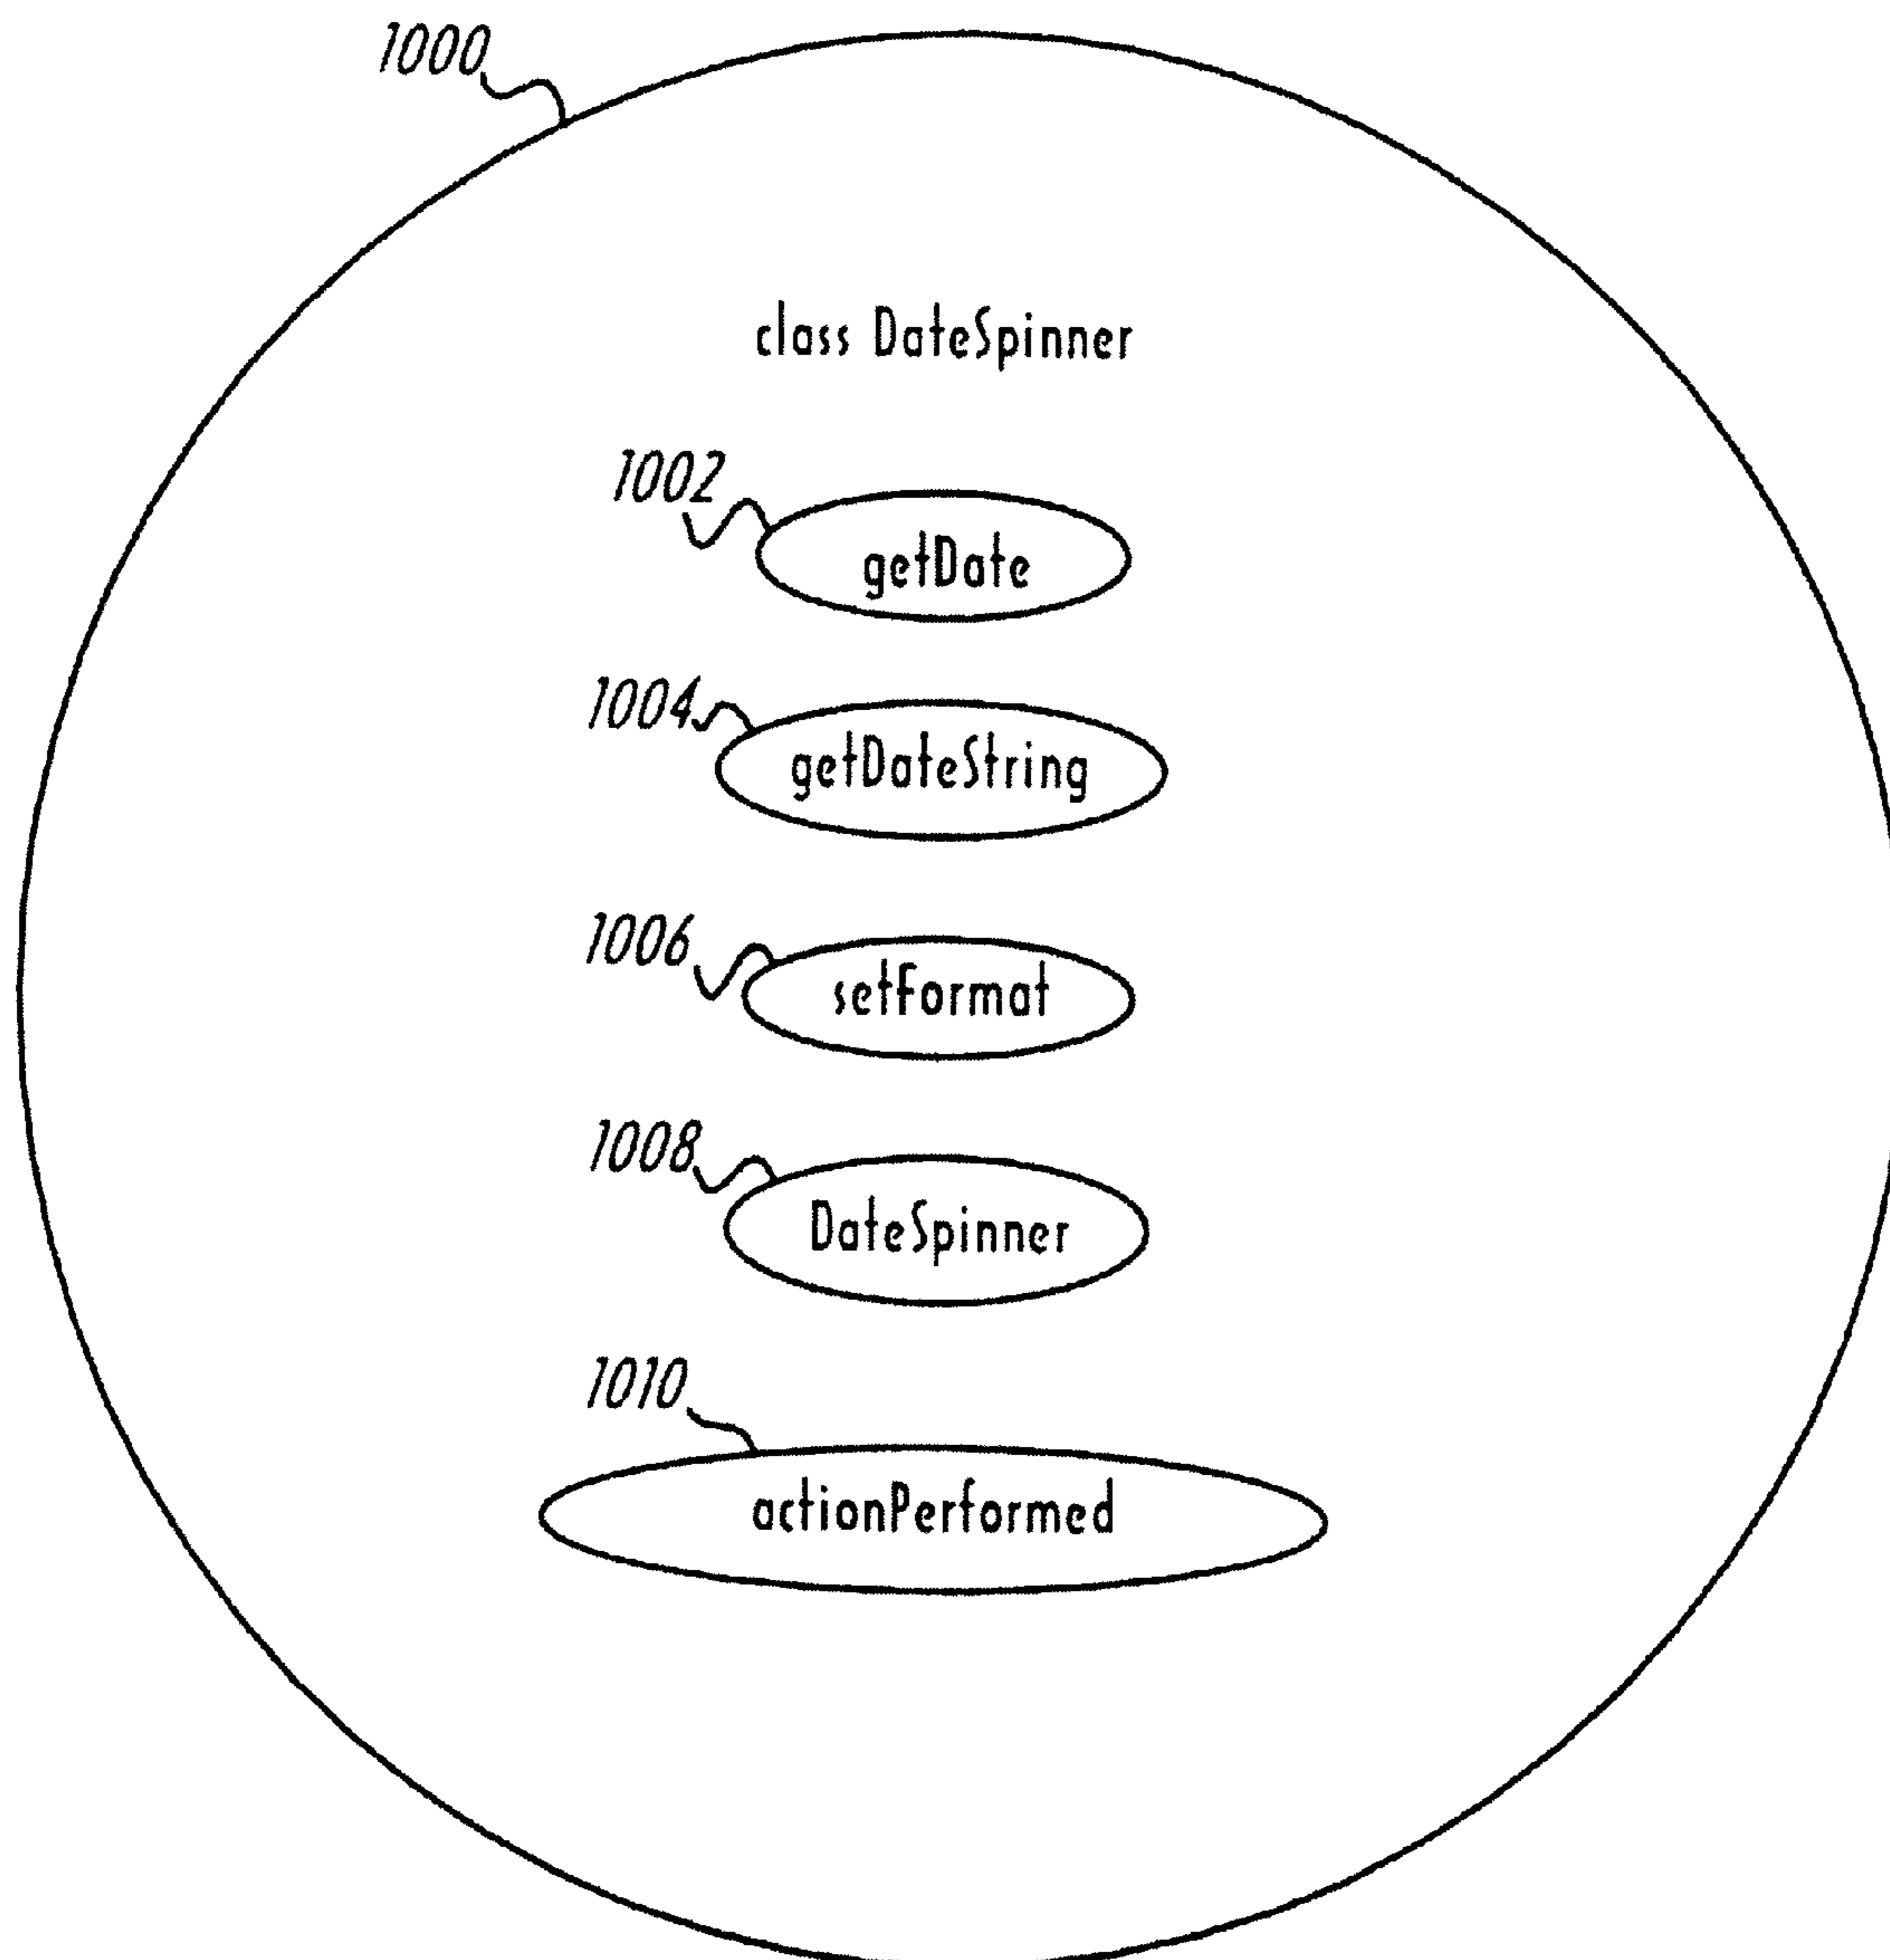 1000
class DateSpinner
1002
getDate
1004
getDateString
1006
setFormat
1008
DateSpinner
1010
actionPerformed